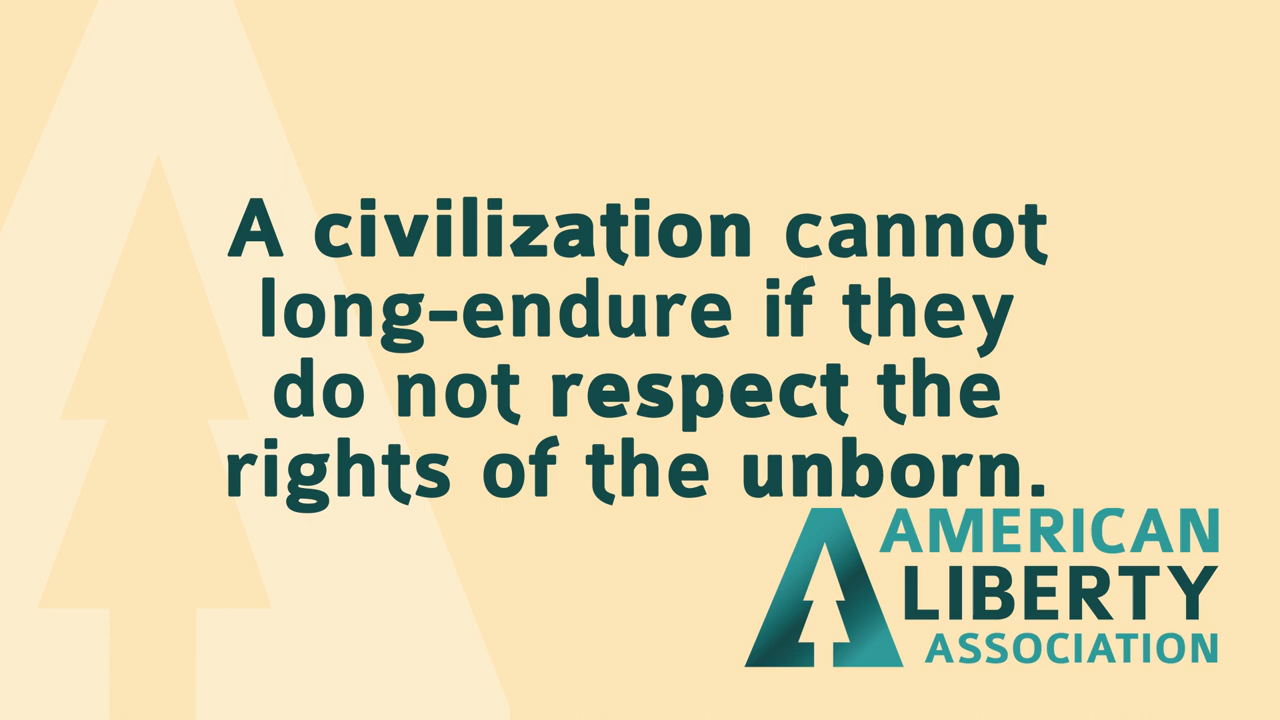 A civilization cannot
long-endure if they
do not respect the
rights of the unborn.
AMERICAN
LIBERTY
ASSOCIATION